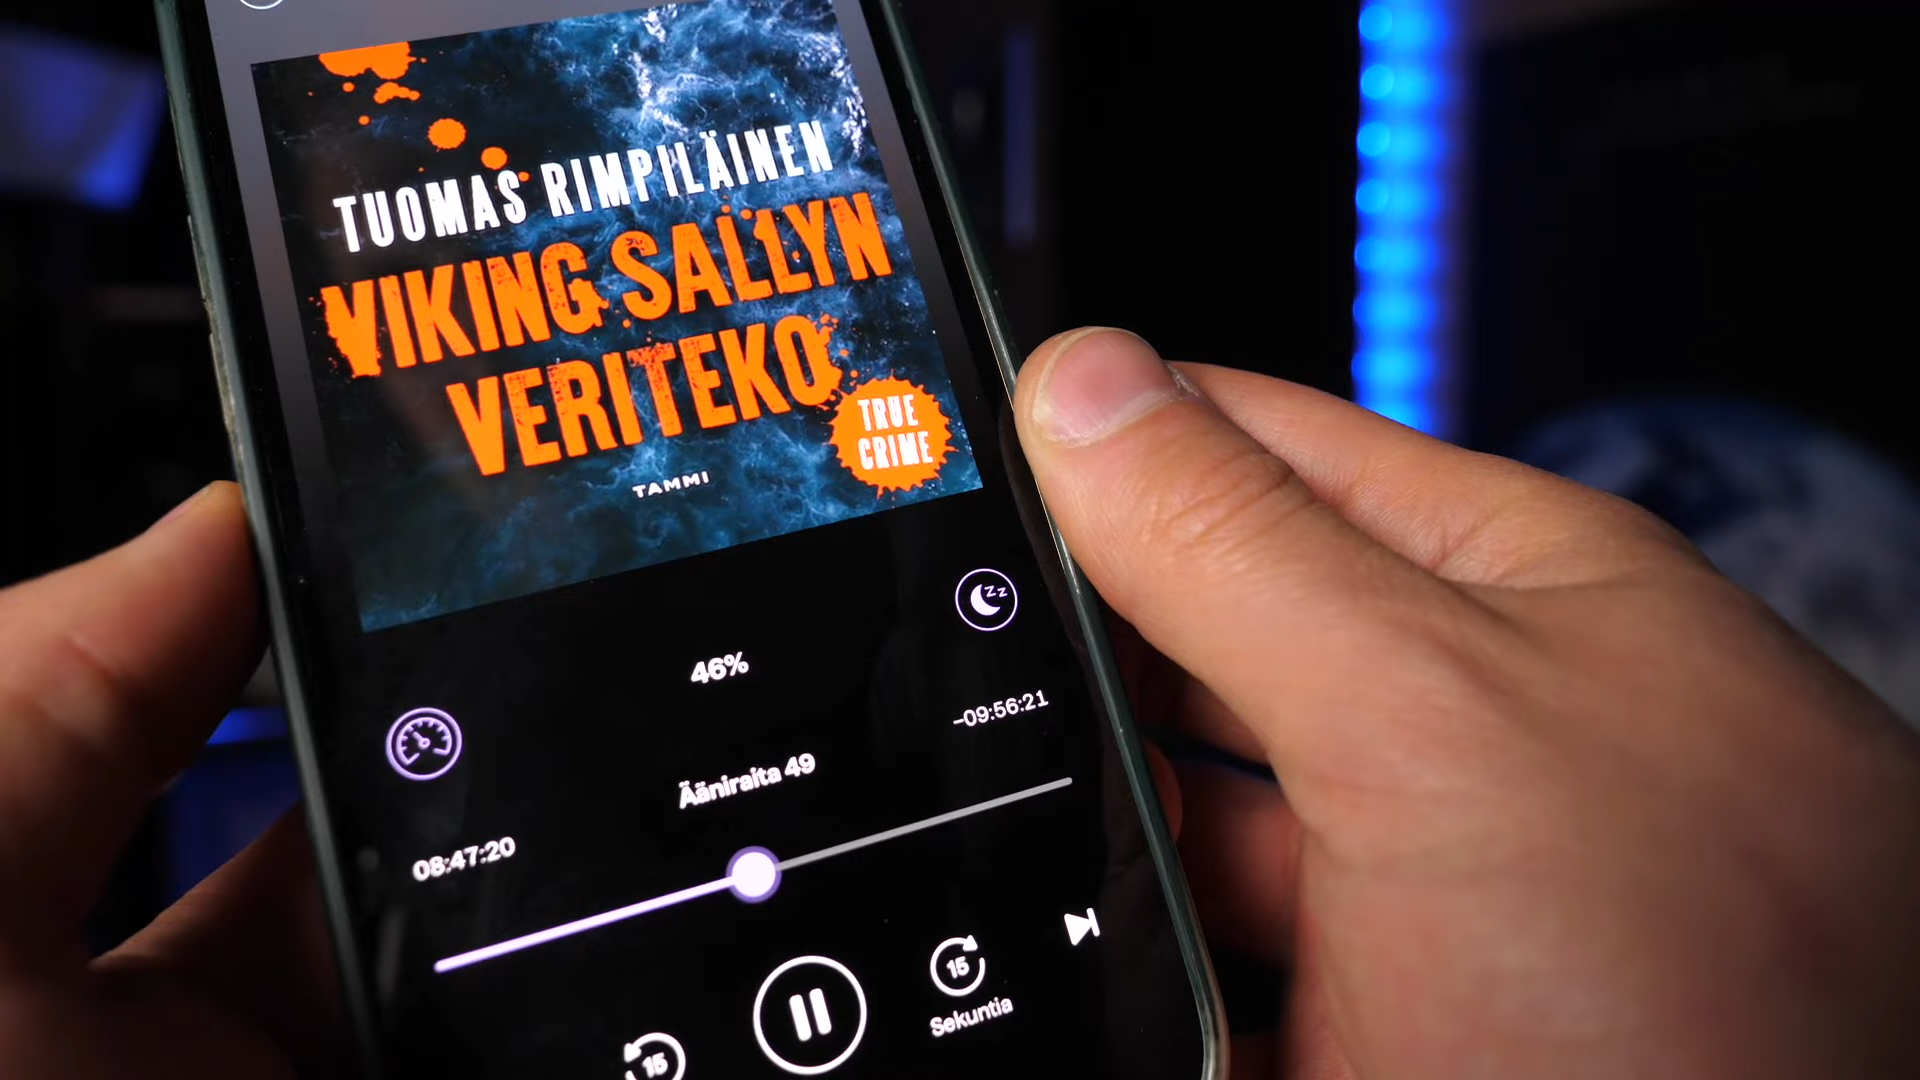 TUOMAS RIMPILÄINEN
VIKING SALLYN
VERITEKO
TRUE
CRIME
TAMMI
zz
46%
-09:56:21
Ääniraita 49
08:47:20
15
Sekuntia
15